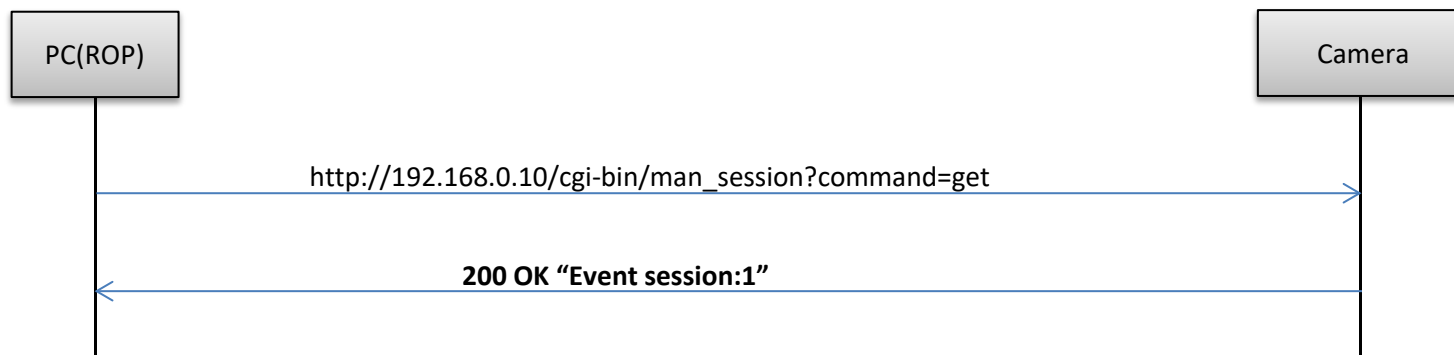 PC(ROP)
Camera
http://192.168.0.10/cgi-bin/man_session?command=get
200 OK “Event session:1”